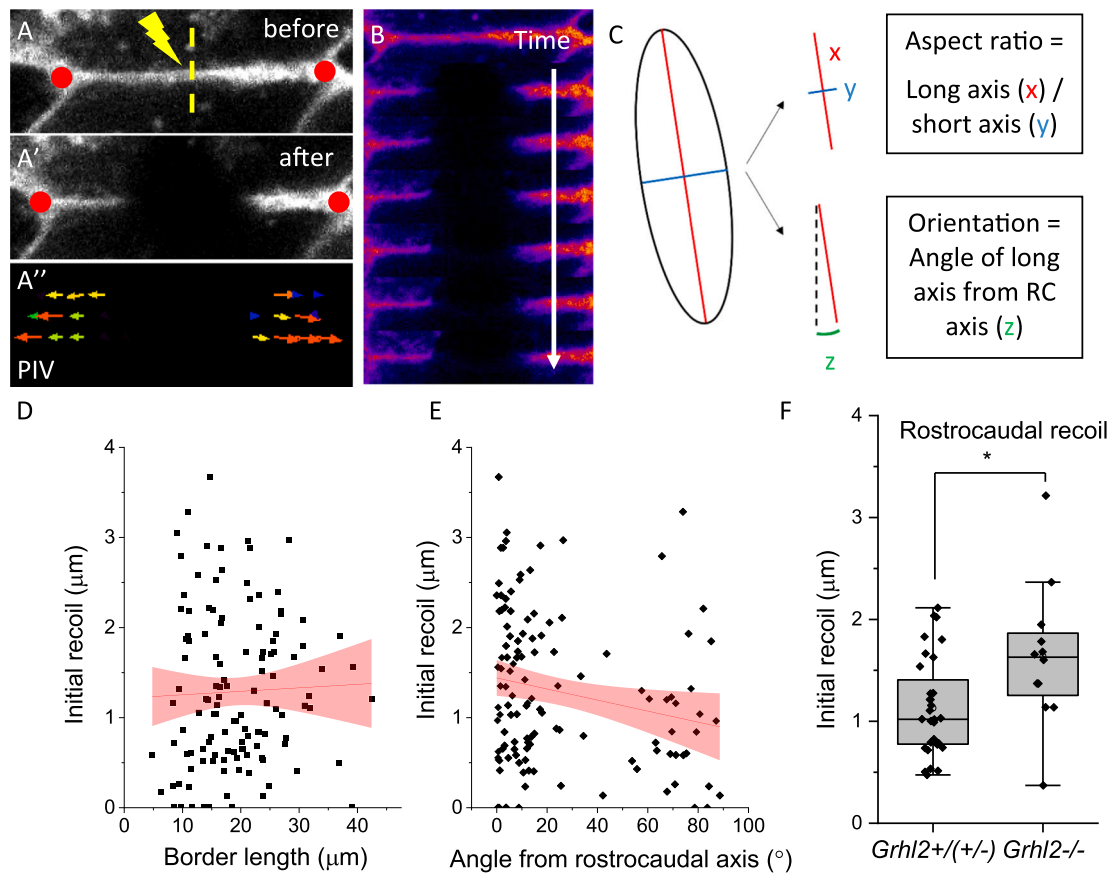 A
before
A'
after
A''
PIV
B
Time
C
x
y
z
Aspect ratio =
Long axis (x) /
short axis (y)
Orientation =
Angle of long
axis from RC
axis (z)
D
Initial recoil (μm)
4
3
2
1
0
0
10
20
30
40
Border length (μm)
E
Initial recoil (μm)
4
3
2
1
0
0
20
40
60
80
100
Angle from rostrocaudal axis (°)
F
Rostrocaudal recoil
*
Initial recoil (μm)
4
3
2
1
0
Grhl2+/(+/-)
Grhl2-/-